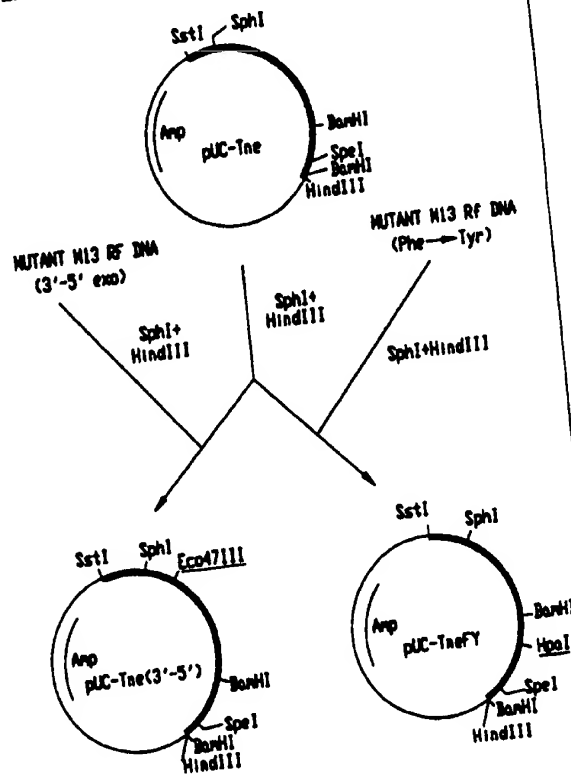 SstI
SphI
Amp
pUC-Tne
BamHI
SpeI
BamHI
HindIII
MUTANT M13 RF DNA
(3'-5' exo)
MUTANT M13 Rf DNA
(Phe→Tyr)
SphI+
HindIII
SphI+
HindIII
SphI+HindIII
SstI
SphI
Eco47III
Amp
pUC-Tne(3'-5')
BamHI
SpeI
BamHI
HindIII
SstI
SphI
Amp
pUC-TneFY
BamHI
HpaI
SpeI
BamHI
HindIII